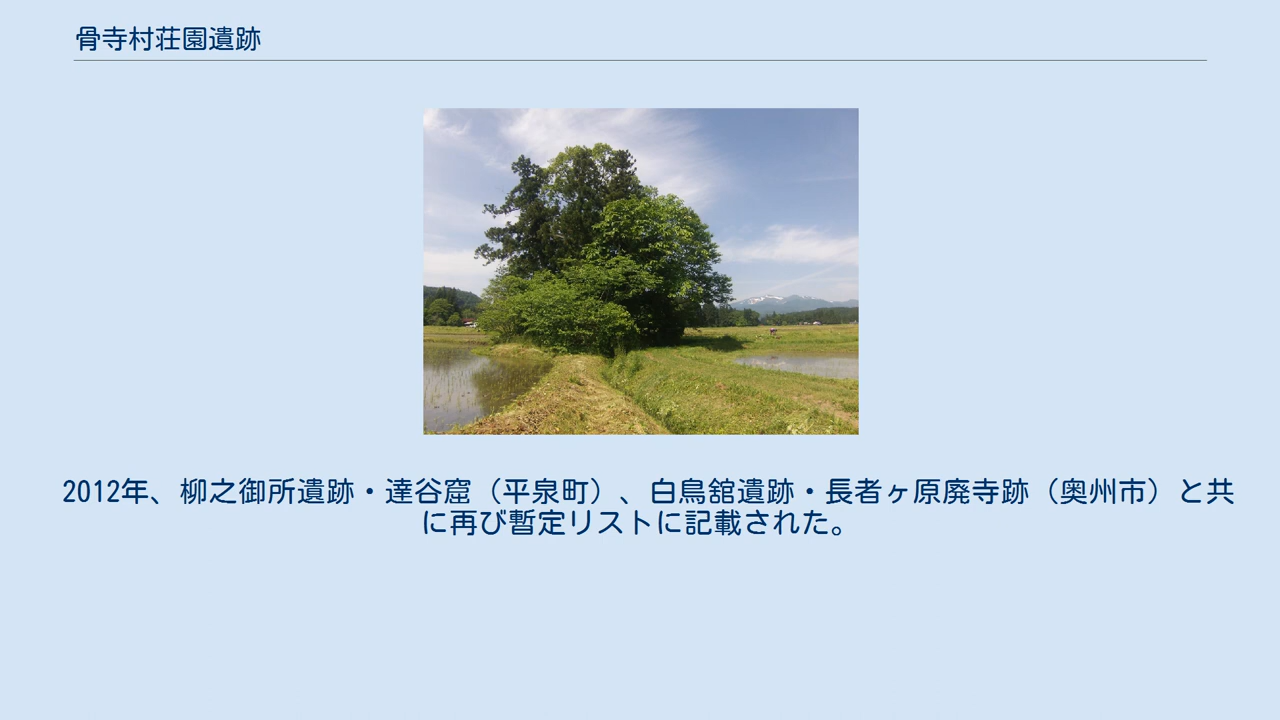 骨寺村荘園遺跡
2012年、柳之御所遺跡・達谷窟（平泉町）、白鳥舘遺跡・長者ヶ原廃寺跡（奥州市）と共
に再び暫定リストに記載された。